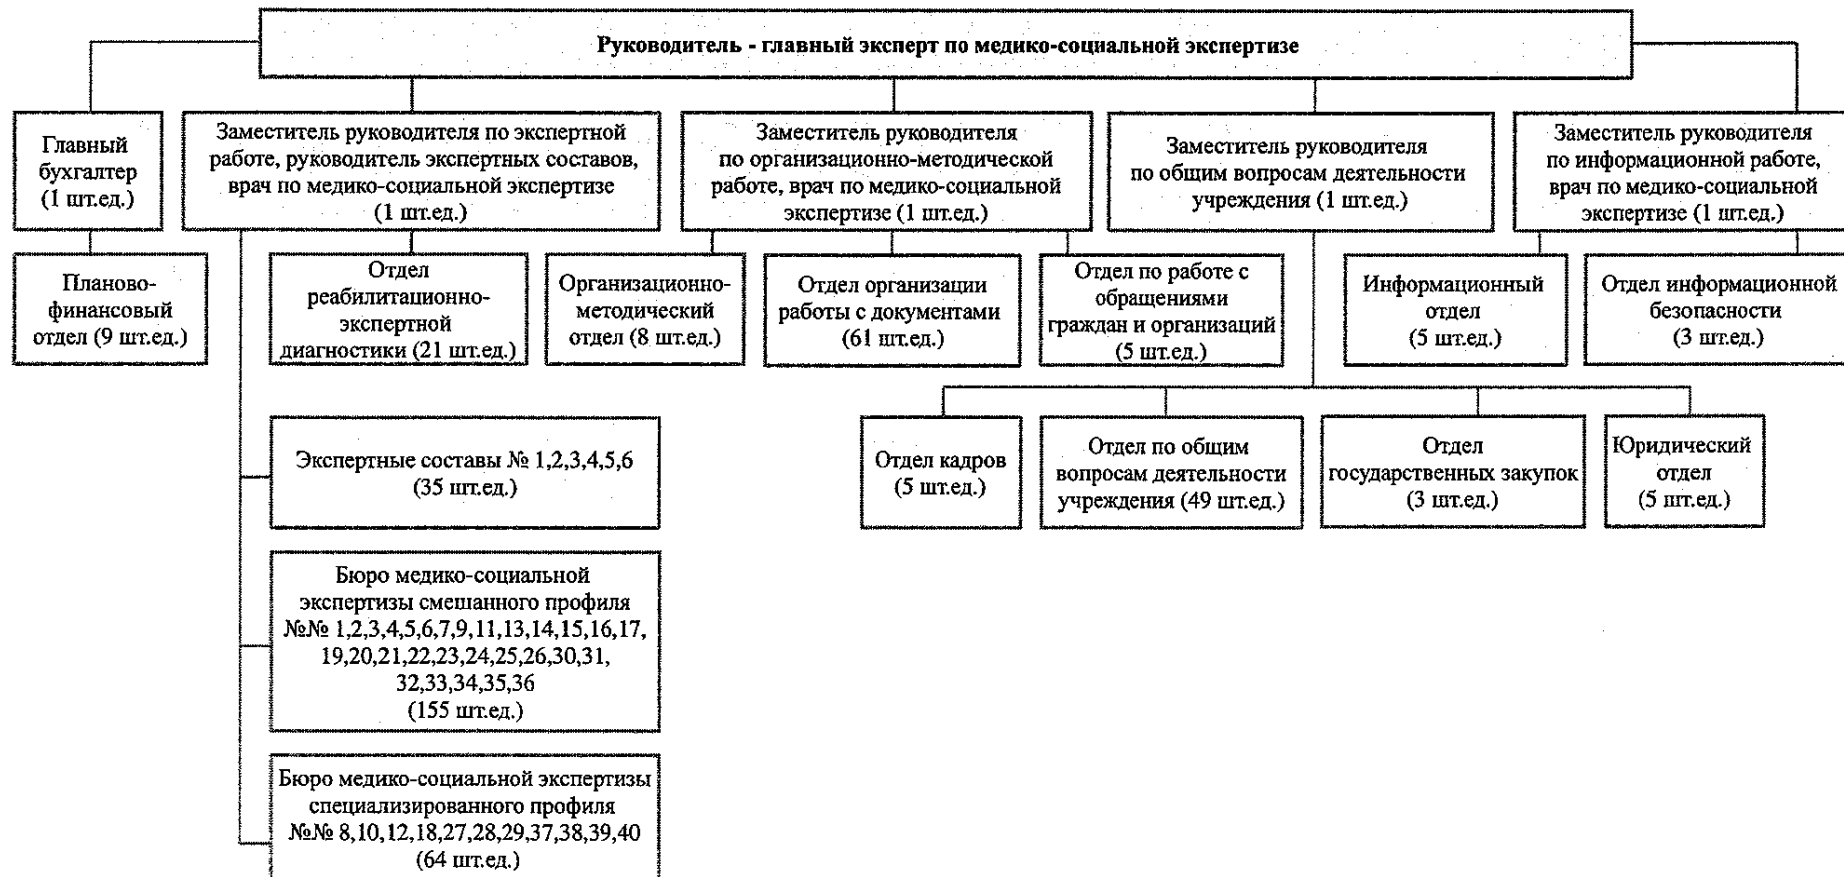 Руководитель - главный эксперт по медико-социальной экспертизе
Главный
бухгалтер
(1 шт.ед.)
Заместитель руководителя по экспертной
работе, руководитель экспертных составов,
врач по медико-социальной экспертизе
(1 шт.ед.)
Заместитель руководителя
по организационно-методической
работе, врач по медико-социальной
экспертизе (1 шт.ед.)
Заместитель руководителя
по общим вопросам деятельности
учреждения (1 шт.ед.)
Заместитель руководителя
по информационной работе,
врач по медико-социальной
экспертизе (1 шт.ед.)
Планово-
финансовый
отдел (9 шт.ед.)
Отдел
реабилитационно-
экспертной
диагностики (21 шт.ед.)
Организационно-
методический
отдел (8 шт.ед.)
Отдел организации
работы с документами
(61 шт.ед.)
Отдел по работе с
обращениями
граждан и организаций
(5 шт.ед.)
Информационный
отдел
(5 шт.ед.)
Отдел информационной
безопасности
(3 шт.ед.)
Экспертные составы № 1,2,3,4,5,6
(35 шт.ед.)
Отдел кадров
(5 шт.ед.)
Отдел по общим
вопросам деятельности
учреждения (49 шт.ед.)
Отдел
государственных закупок
(3 шт.ед.)
Юридический
отдел
(5 шт.ед.)
Бюро медико-социальной
экспертизы смешанного профиля
№№ 1,2,3,4,5,6,7,9,11,13,14,15,16,17,
19,20,21,22,23,24,25,26,30,31,
32,33,34,35,36
(155 шт.ед.)
Бюро медико-социальной экспертизы
специализированного профиля
№№ 8,10,12,18,27,28,29,37,38,39,40
(64 шт.ед.)